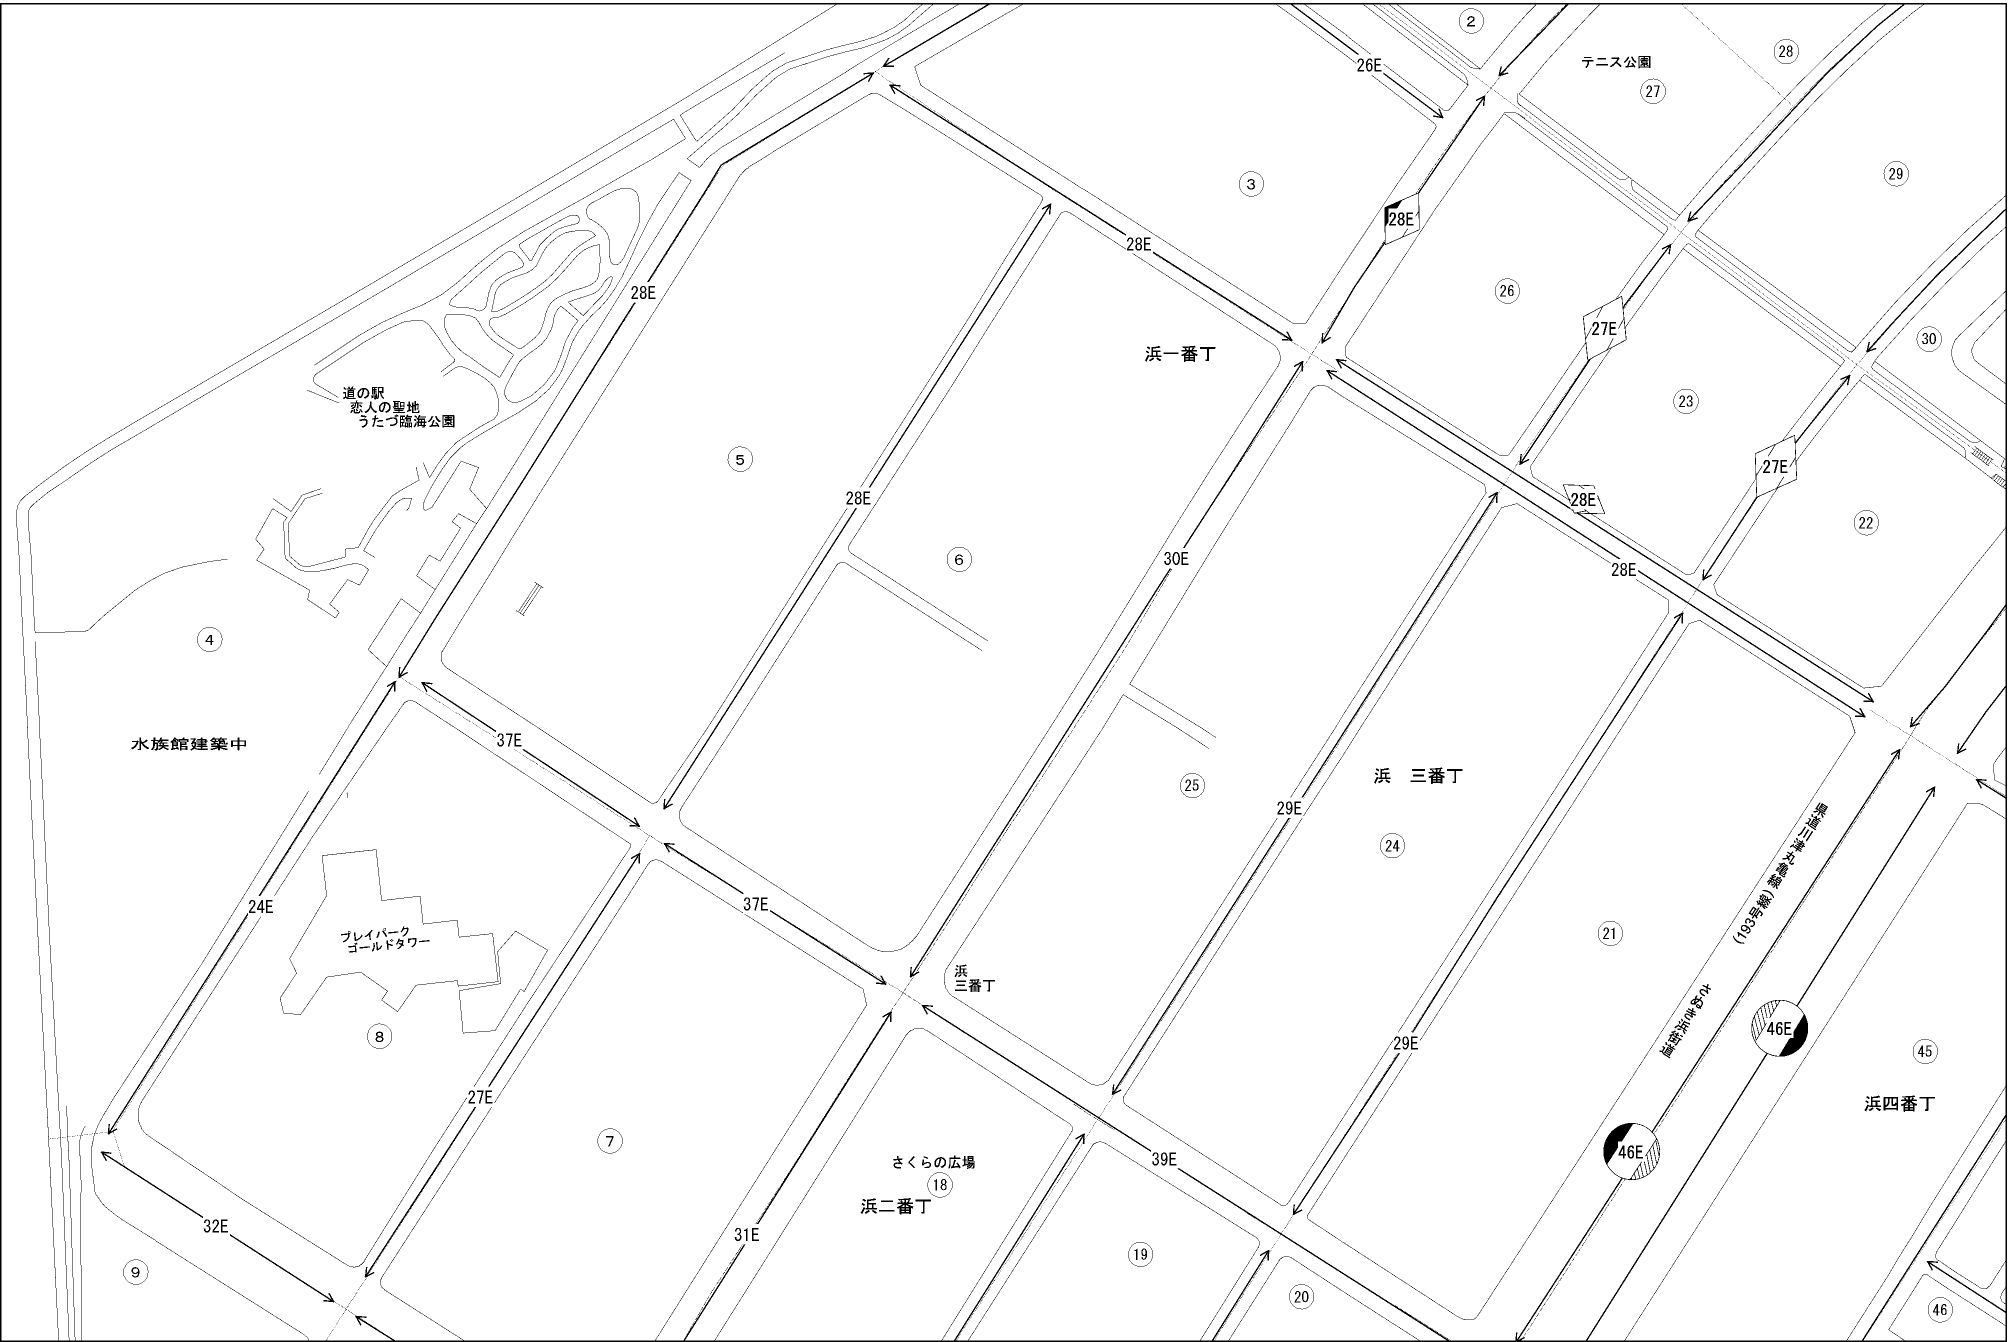 2
28
テニス公園
26E
27
29
3
28E
28E
26
28E
27E
30
浜一番丁
道の駅
恋人の聖地
うたづ臨海公園
23
5
27E
28E
28E
22
6
30E
28E
4
37E
水族館建築中
浜 三番丁
25
29E
県道川津丸亀線(193号線)
24
37E
24E
プレイパーク
ゴールドタワー
21
浜
三番丁
さぬき浜街道
8
46E
29E
45
27E
浜四番丁
7
46E
39E
さくらの広場
18
浜二番丁
32E
31E
19
9
20
46